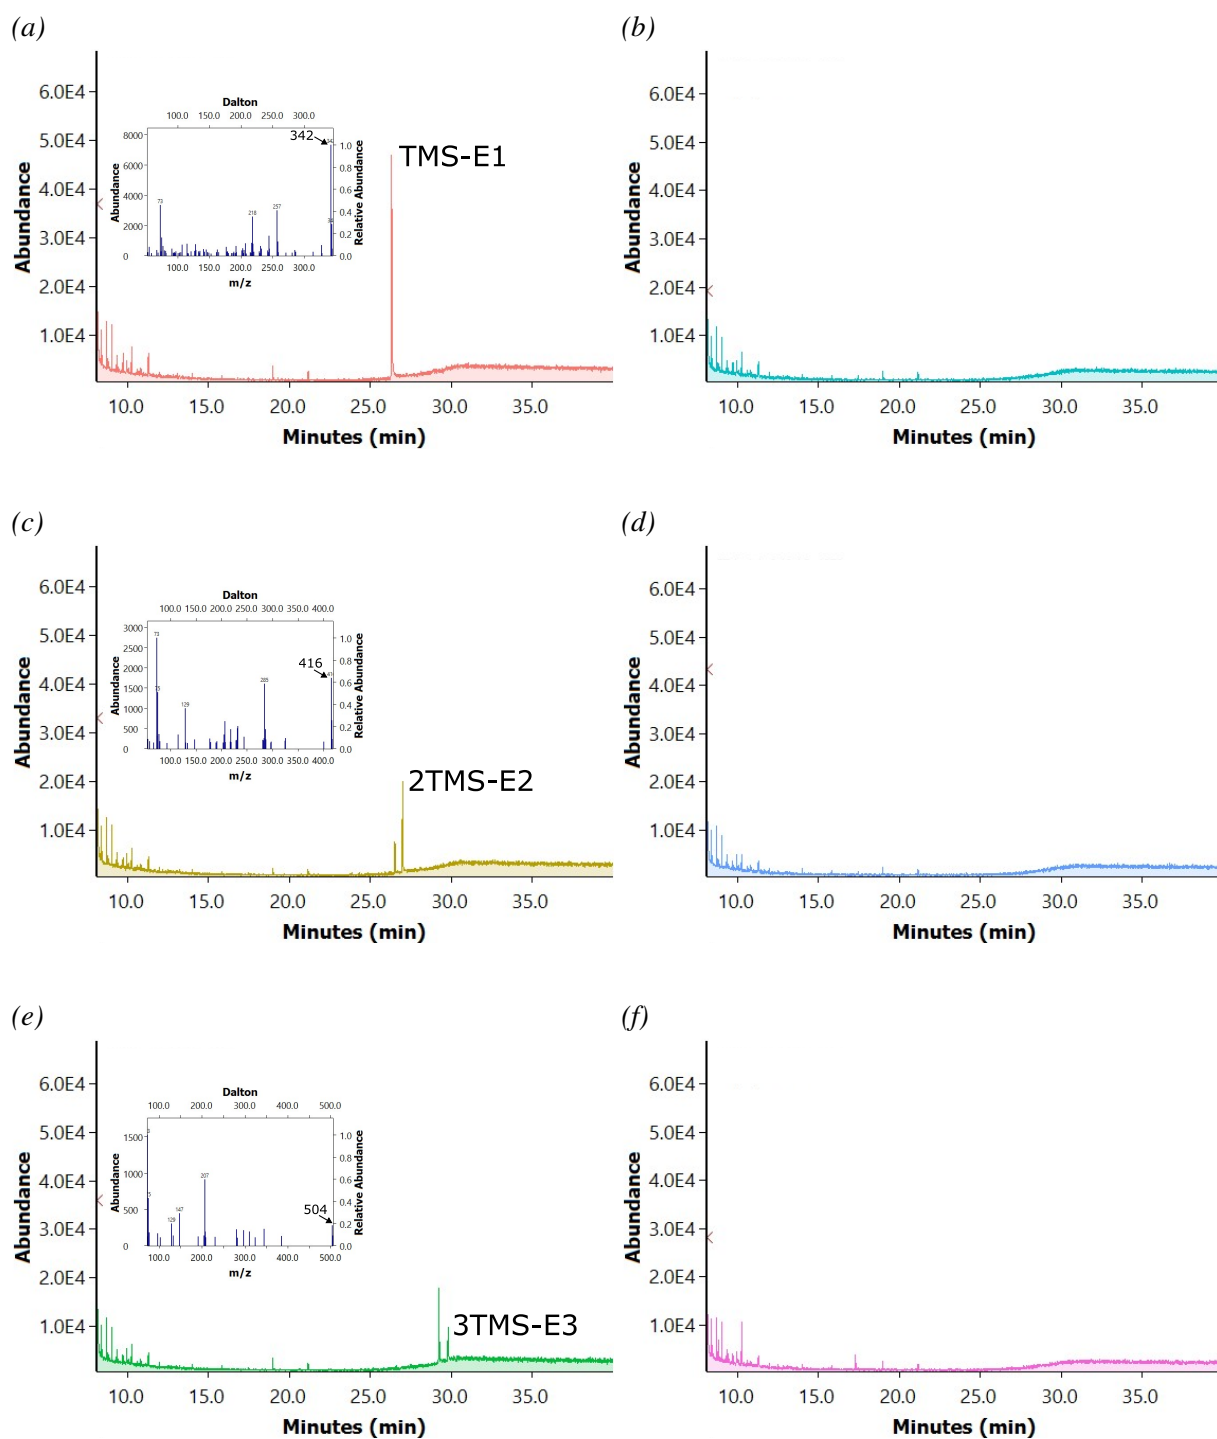 (a)
(b)
6.0E4
5.0E4
4.0E4
3.0E4
2.0E4
1.0E4
Abundance
10.0 15.0 20.0 25.0 30.0 35.0
Minutes (min)
Dalton
100.0 150.0 200.0 250.0 300.0
8000
6000
4000
2000
0
Abundance
1.0
0.8
0.6
0.4
0.2
0.0
Relative Abundance
342
73
218
257
100.0 150.0 200.0 250.0 300.0
m/z
TMS-E1
6.0E4
5.0E4
4.0E4
3.0E4
2.0E4
1.0E4
Abundance
10.0 15.0 20.0 25.0 30.0 35.0
Minutes (min)
(c)
(d)
6.0E4
5.0E4
4.0E4
3.0E4
2.0E4
1.0E4
Abundance
10.0 15.0 20.0 25.0 30.0 35.0
Minutes (min)
Dalton
100.0 150.0 200.0 250.0 300.0 350.0 400.0
3000
2500
2000
1500
1000
500
0
Abundance
1.0
0.8
0.6
0.4
0.2
0.0
Relative Abundance
416
73
75
129
285
100.0 150.0 200.0 250.0 300.0 350.0 400.0
m/z
2TMS-E2
6.0E4
5.0E4
4.0E4
3.0E4
2.0E4
1.0E4
Abundance
10.0 15.0 20.0 25.0 30.0 35.0
Minutes (min)
(e)
(f)
6.0E4
5.0E4
4.0E4
3.0E4
2.0E4
1.0E4
Abundance
10.0 15.0 20.0 25.0 30.0 35.0
Minutes (min)
Dalton
100.0 200.0 300.0 400.0 500.0
1500
1000
500
0
Abundance
1.0
0.8
0.6
0.4
0.2
0.0
Relative Abundance
504
129
147
207
100.0 200.0 300.0 400.0 500.0
m/z
3TMS-E3
6.0E4
5.0E4
4.0E4
3.0E4
2.0E4
1.0E4
Abundance
10.0 15.0 20.0 25.0 30.0 35.0
Minutes (min)